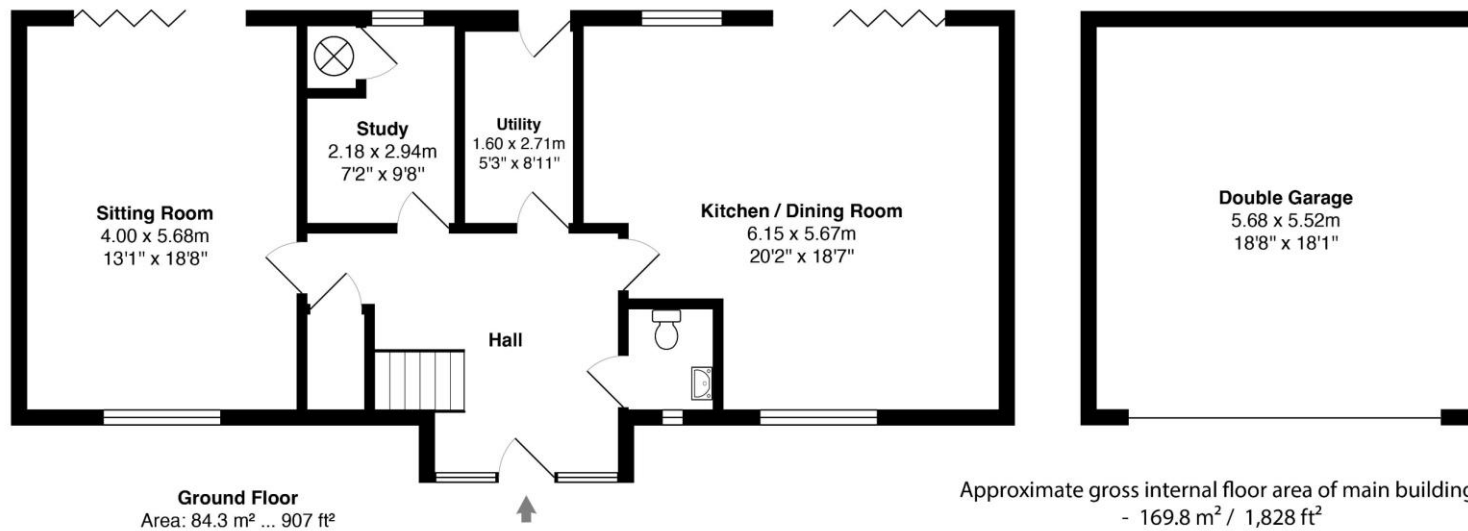 Sitting Room
4.00 x 5.68m
13'1" x 18'8"
Study
2.18 x 2.94m
7'2" x 9'8"
Utility
1.60 x 2.71m
5'3" x 8'11"
Kitchen / Dining Room
6.15 x 5.67m
20'2" x 18'7"
Double Garage
5.68 x 5.52m
18'8" x 18'1"
Hall
Ground Floor
Area: 84.3 m² ... 907 ft²
Approximate gross internal floor area of main building
- 169.8 m² / 1,828 ft²